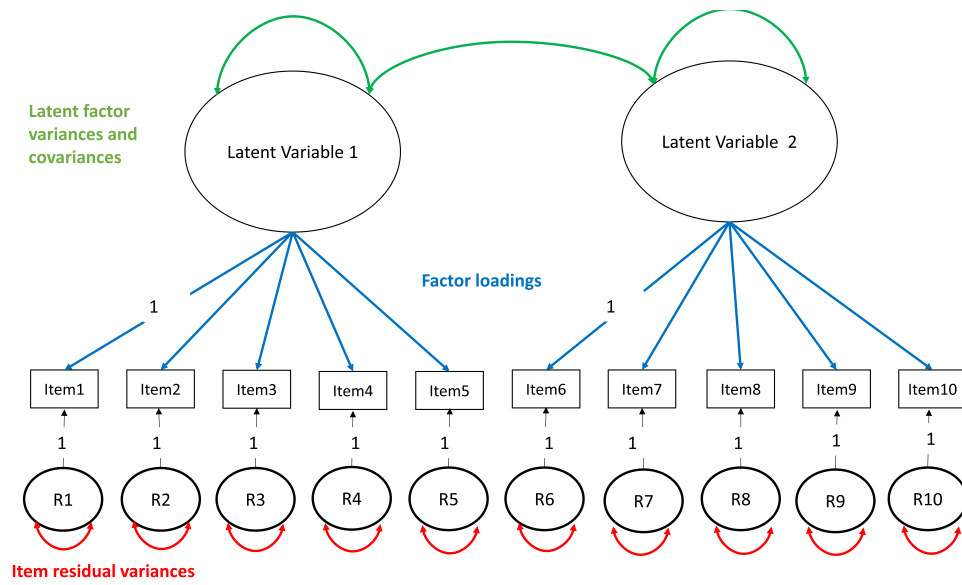 Latent factor
variances and
covariances
Latent Variable 1
Latent Variable  2
Factor loadings
1
1
Item1
Item2
Item3
Item4
Item5
Item6
Item7
Item8
Item9
Item10
1
1
1
1
1
1
1
1
1
1
R1
R2
R3
R4
R5
R6
R7
R8
R9
R10
Item residual variances